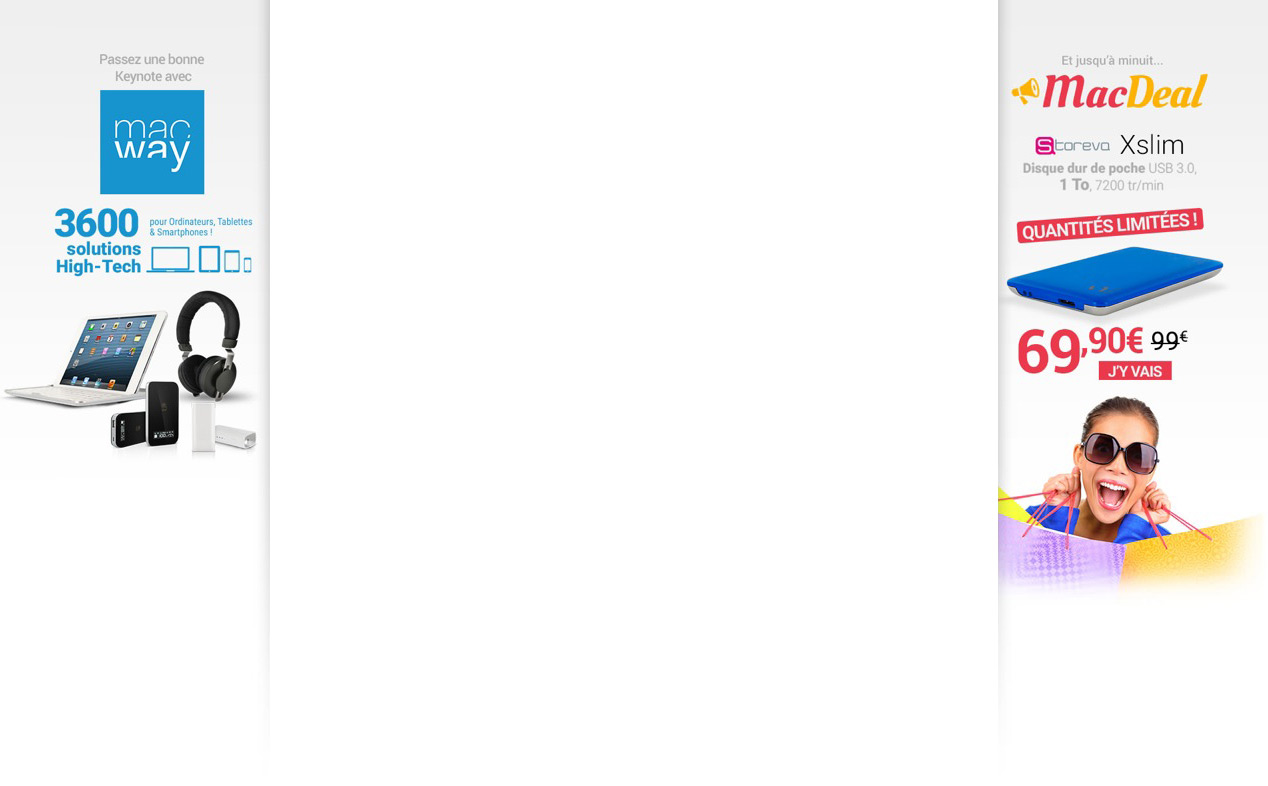 Passez une bonne
Keynote avec
mac
way
3600
pour Ordinateurs, Tablettes
& Smartphones !
solutions
High-Tech
Et jusqu'à minuit...
MacDeal
Storeva Xslim
Disque dur de poche USB 3.0,
1 To, 7200 tr/min
QUANTITÉS LIMITÉES !
69,90€ 99€
J'Y VAIS